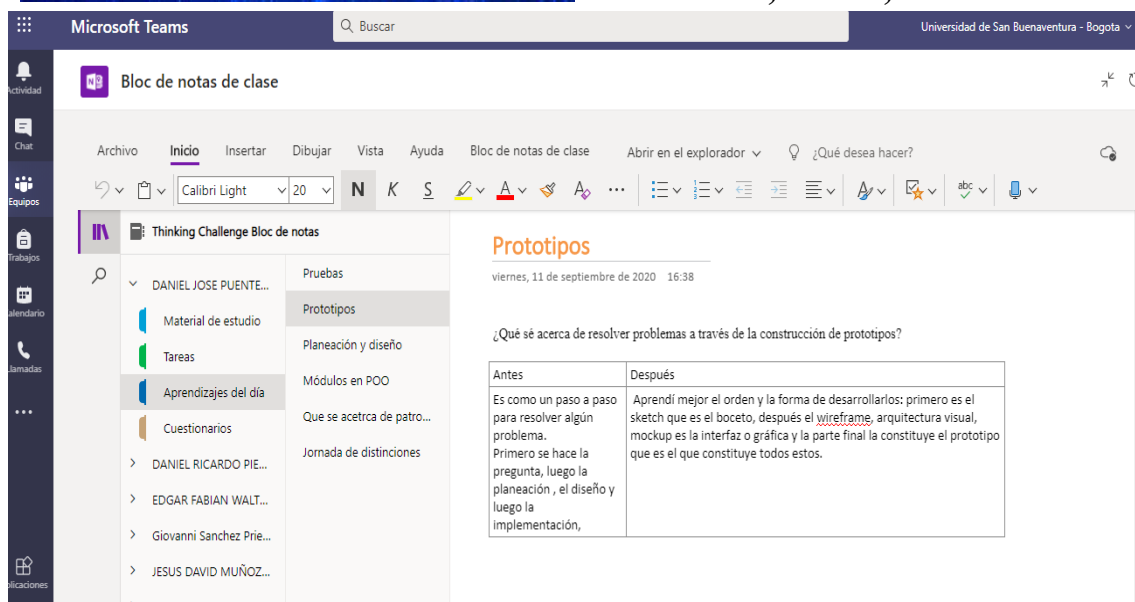 Microsoft Teams
Buscar
Universidad de San Buenaventura - Bogota
Actividad
Bloc de notas de clase
Chat
Archivo Inicio Insertar Dibujar Vista Ayuda Bloc de notas de clase Abrir en el explorador ¿Qué desea hacer?
Calibri Light 20 N K S A A abc
Equipos
Thinking Challenge Bloc de notas
Trabajos
DANIEL JOSE PUENTE...
Material de estudio
Tareas
Aprendizajes del día
Cuestionarios
DANIEL RICARDO PIE...
EDGAR FABIAN WALT...
Giovanni Sanchez Prie...
JESUS DAVID MUÑOZ...
alendario
lamadas
plicaciones
Pruebas
Prototipos
Planeación y diseño
Módulos en POO
Que se acetrca de patro...
Jornada de distinciones
Prototipos
viernes, 11 de septiembre de 2020 16:38
¿Qué sé acerca de resolver problemas a través de la construcción de prototipos?
Antes
Es como un paso a paso
para resolver algún
problema.
Primero se hace la
pregunta, luego la
planeación , el diseño y
luego la
implementación,
Después
Aprendí mejor el orden y la forma de desarrollarlos: primero es el
sketch que es el boceto, después el wireframe, arquitectura visual,
mockup es la interfaz o gráfica y la parte final la constituye el prototipo
que es el que constituye todos estos.